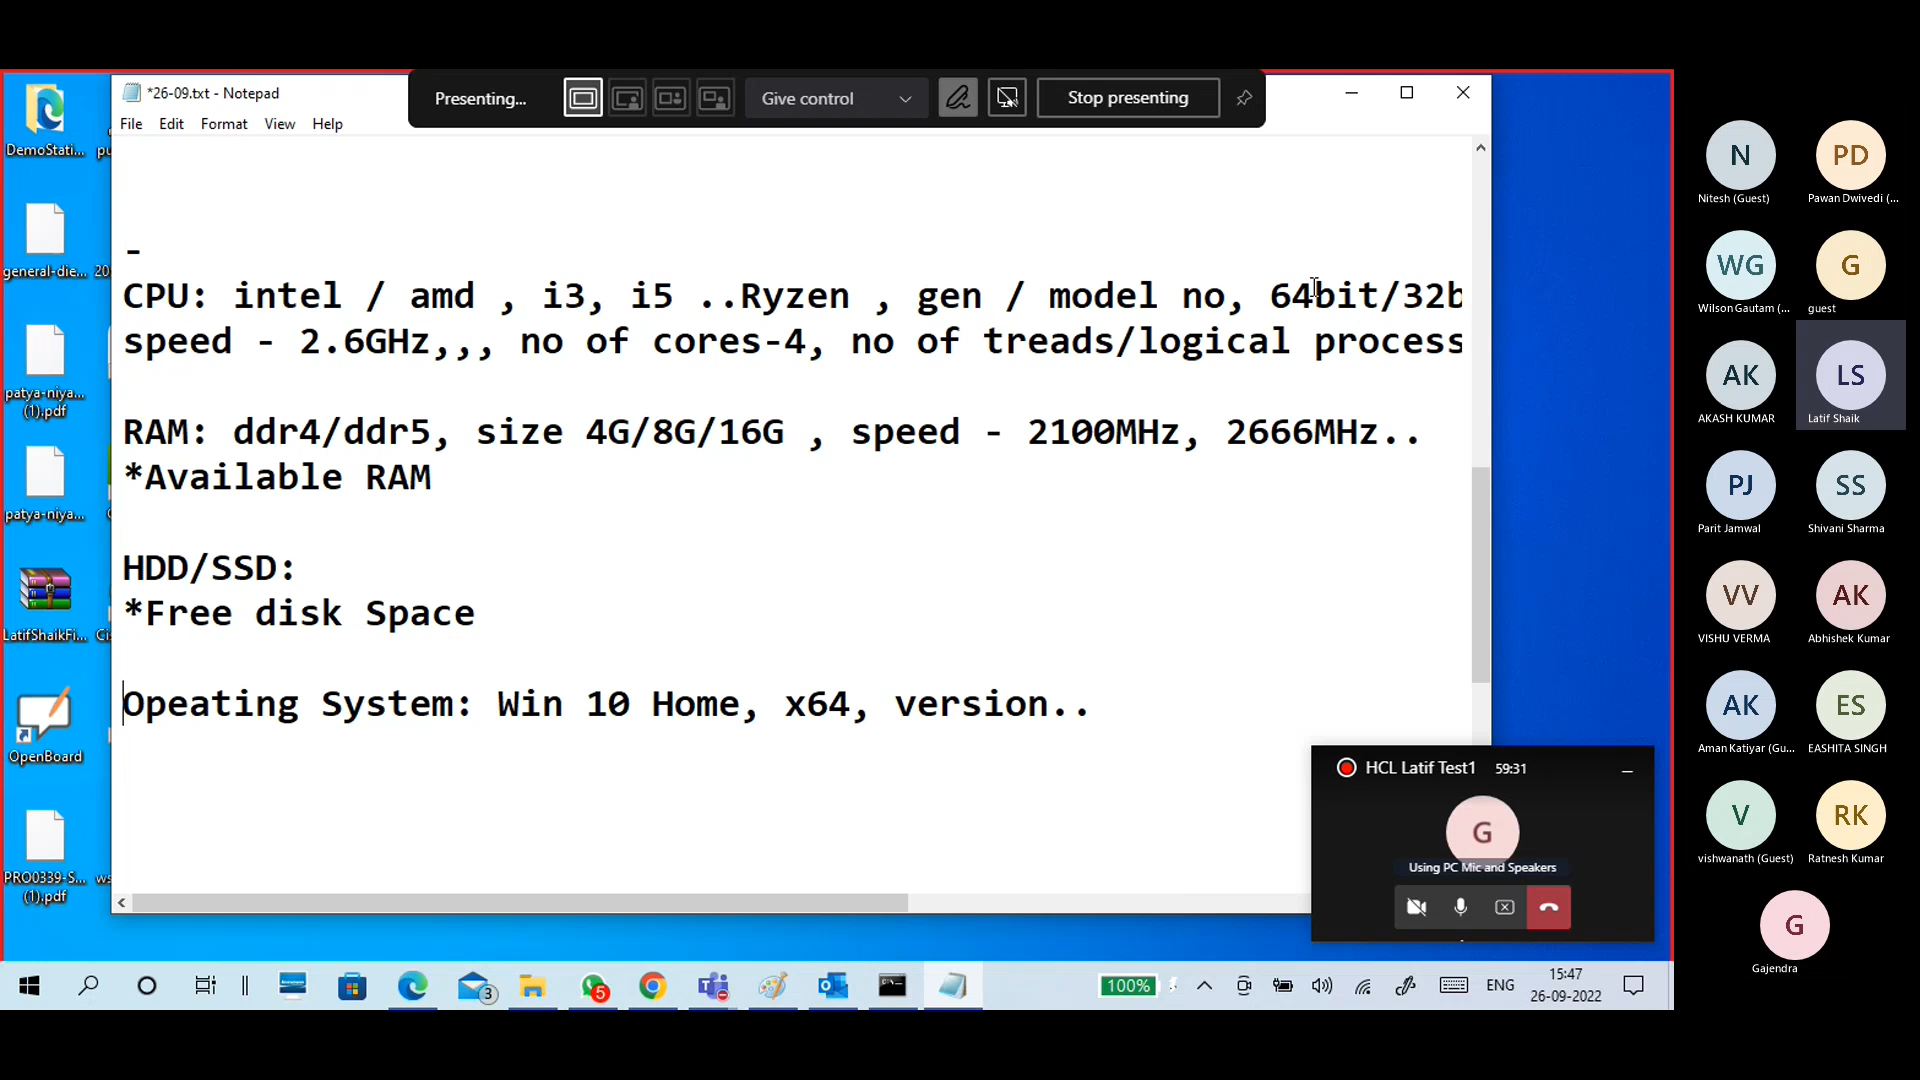 *26-09.txt - Notepad
Presenting...
Give control
Stop presenting
File Edit Format View Help
-
CPU: intel / amd , i3, i5 ..Ryzen , gen / model no, 64bit/32b
speed - 2.6GHz,,, no of cores-4, no of treads/logical process
RAM: ddr4/ddr5, size 4G/8G/16G , speed - 2100MHz, 2666MHz..
*Available RAM
HDD/SSD:
*Free disk Space
Opeating System: Win 10 Home, x64, version..
DemoStati...
general-die...
patya-niya...
(1).pdf
patya-niya...
LatifShaikFi...
OpenBoard
PRO0339-S...
(1).pdf
HCL Latif Test1 59:31
G
Using PC Mic and Speakers
N
Nitesh (Guest)
PD
Pawan Dwivedi (...
WG
Wilson Gautam (...
G
guest
AK
AKASH KUMAR
LS
Latif Shaik
PJ
Parit Jamwal
SS
Shivani Sharma
VV
VISHU VERMA
AK
Abhishek Kumar
AK
Aman Katiyar (Gu...
ES
EASHITA SINGH
V
vishwanath (Guest)
RK
Ratnesh Kumar
G
Gajendra
3
5
100%
ENG
15:47
26-09-2022